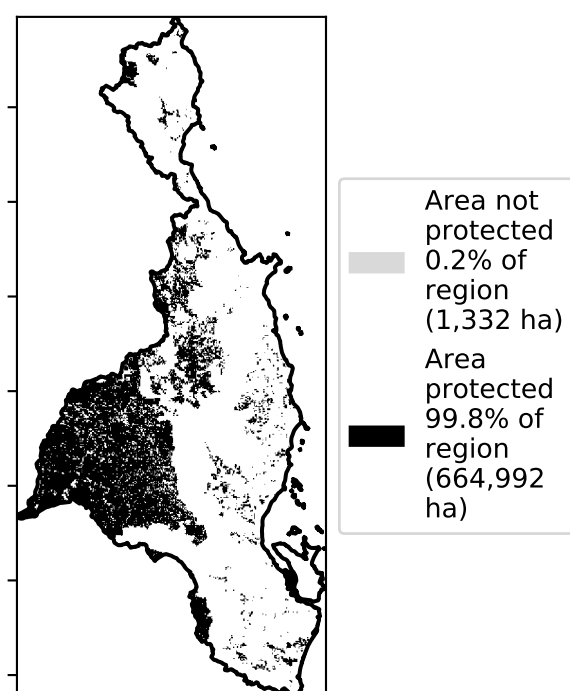 Area not
protected
0.2% of
region
(1,332 ha)
Area
protected
99.8% of
region
(664,992
ha)